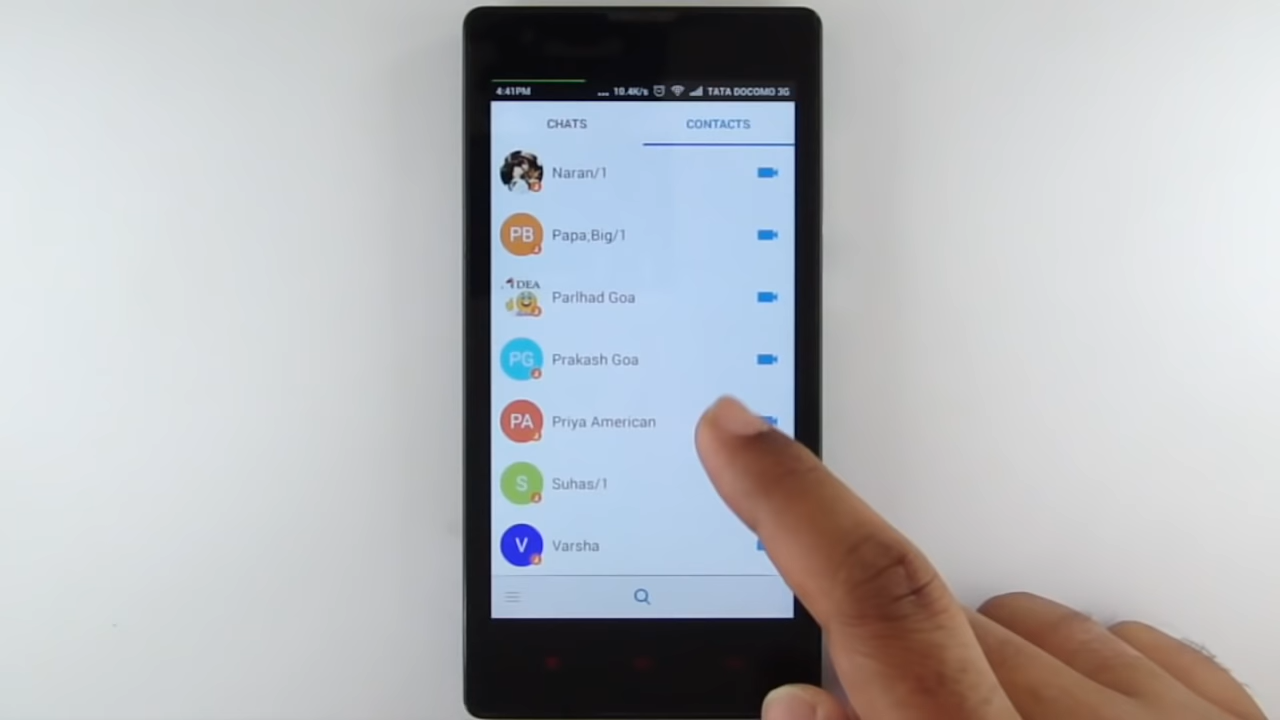 4:41PM ... 10.4K/s TATA DOCOMO 3G
CHATS CONTACTS
Naran/1
PB Papa,Big/1
IDEA
Parlhad Goa
PG Prakash Goa
PA Priya American
S Suhas/1
V Varsha